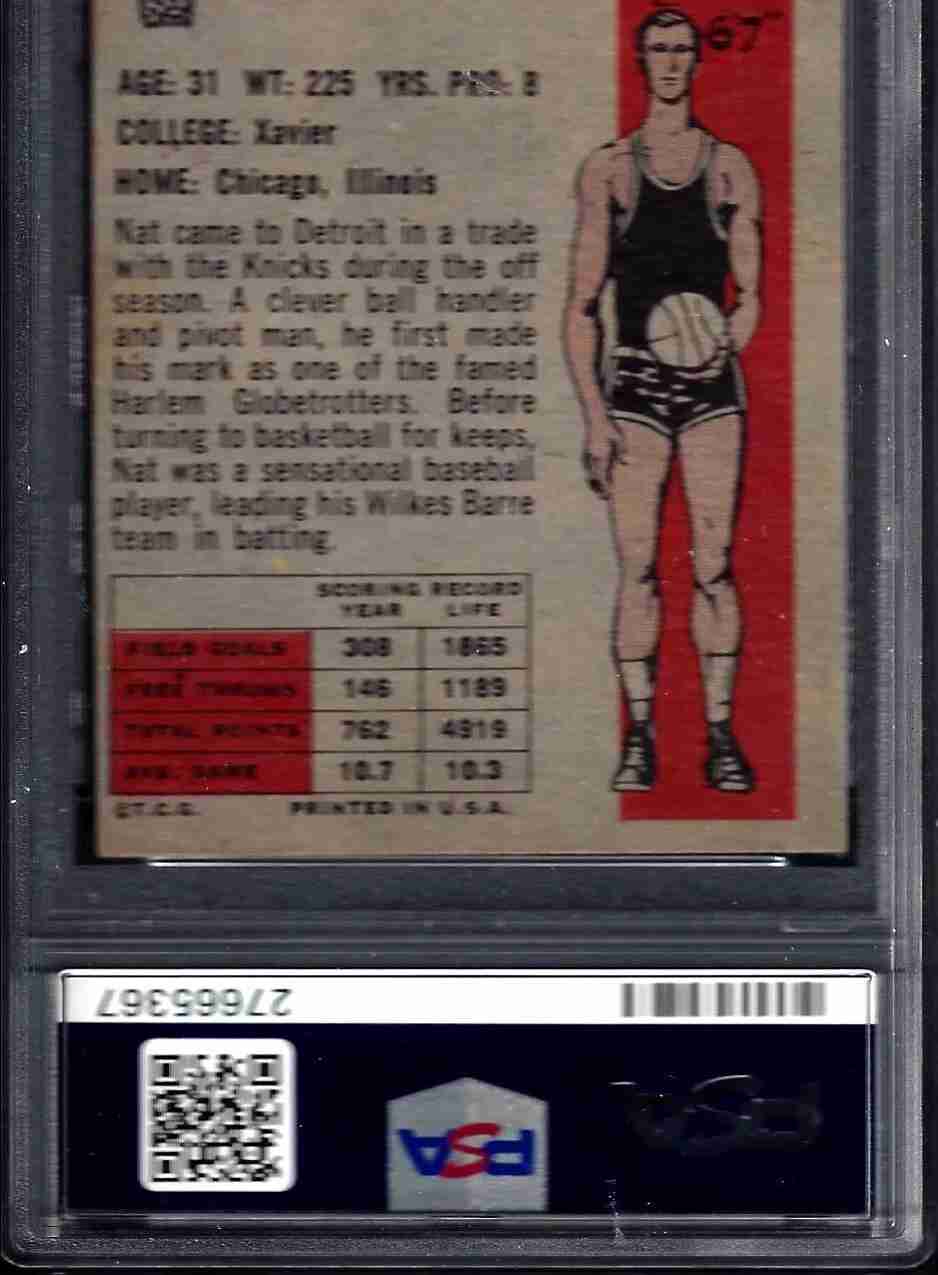 6'7"
AGE: 31 WT: 225 YRS. PRO: 8
COLLEGE: Xavier
HOME: Chicago, Illinois
Nat came to Detroit in a trade
with the Knicks during the off
season. A clever ball handler
and pivot man, he first made
his mark as one of the famed
Harlem Globetrotters. Before
turning to basketball for keeps,
Nat was a sensational baseball
player, leading his Wilkes Barre
team in batting.
SCORING RECORD
YEAR LIFE
FIELD GOALS 308 1865
FREE THROWS 146 1189
TOTAL POINTS 762 4919
AVG. GAME 10.7 10.3
©T.C.G. PRINTED IN U.S.A.
27665367
PSA